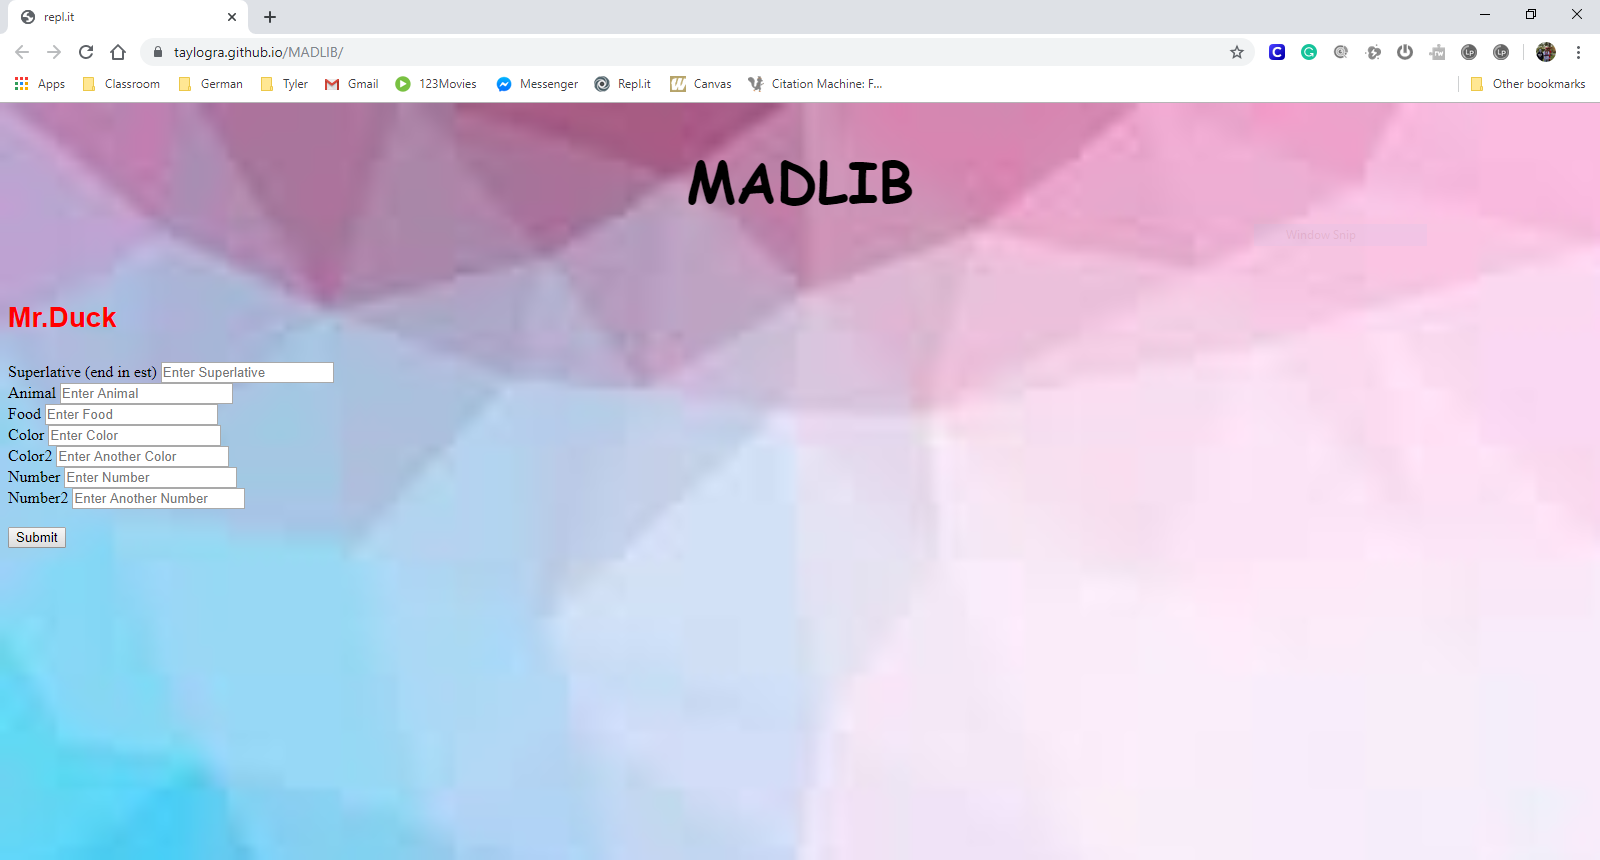 repl.it
taylogra.github.io/MADLIB/
Apps Classroom German Tyler Gmail 123Movies Messenger Repl.it Canvas Citation Machine: F... Other bookmarks
MADLIB
Window Snip
Mr.Duck
Superlative (end in est) Enter Superlative
Animal Enter Animal
Food Enter Food
Color Enter Color
Color2 Enter Another Color
Number Enter Number
Number2 Enter Another Number
Submit